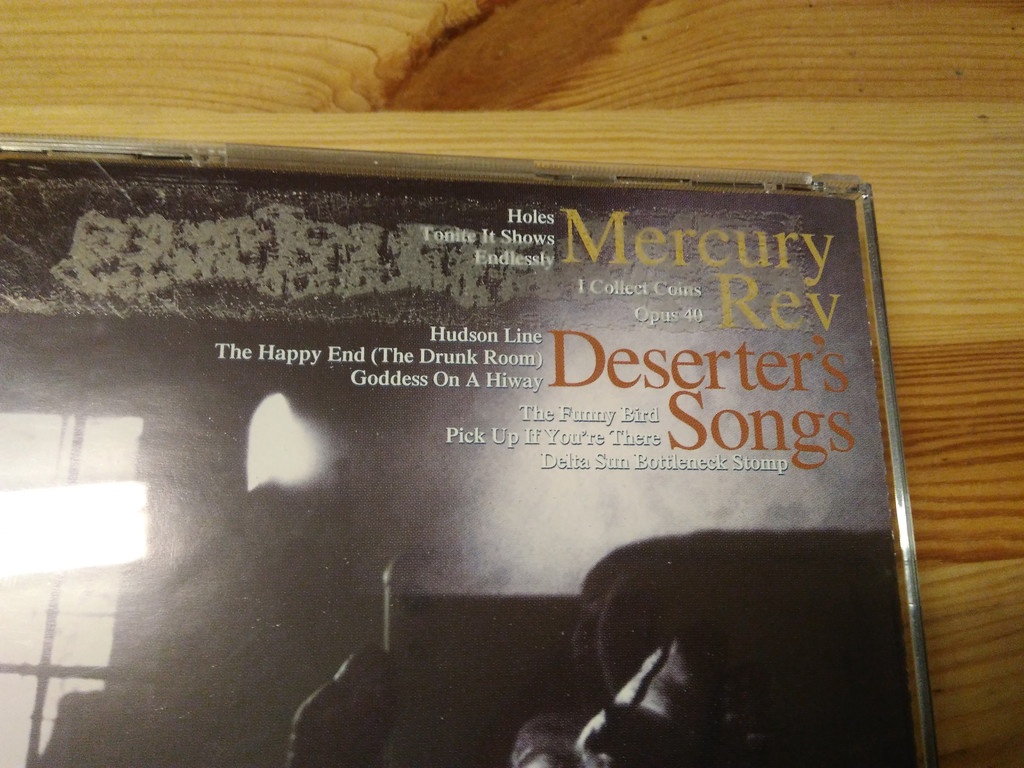 Holes
Tonite It Shows
Endlessly
Mercury
I Collect Coins
Opus 40
Rev
Hudson Line
The Happy End (The Drunk Room)
Goddess On A Hiway
Deserter's
The Funny Bird
Pick Up If You're There
Songs
Delta Sun Bottleneck Stomp